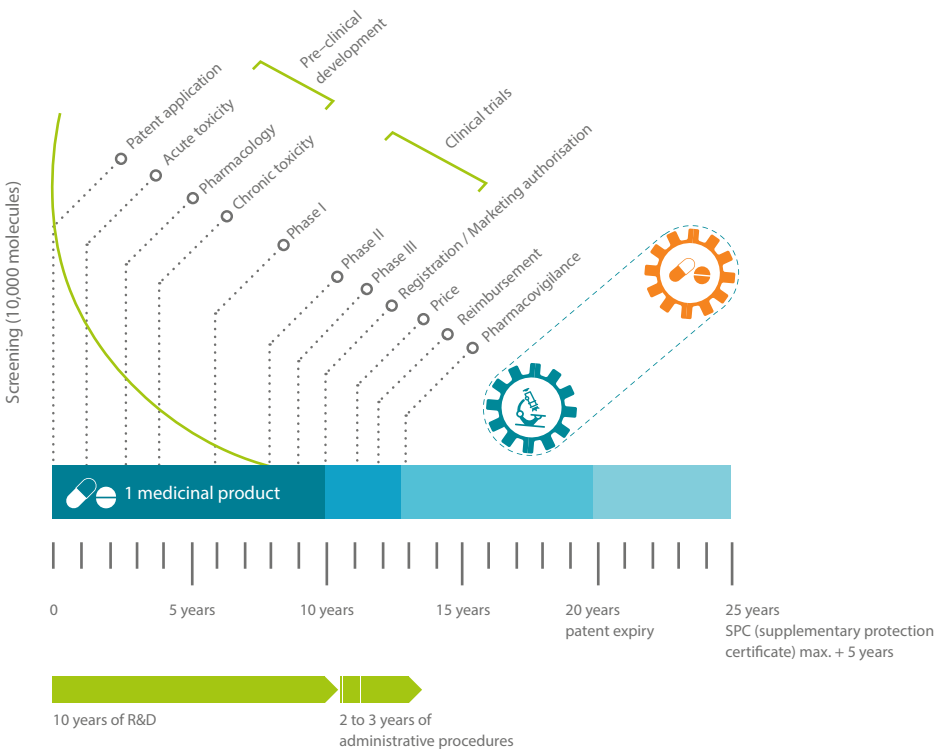 Screening (10,000 molecules)
Patent application
Acute toxicity
Pharmacology
Chronic toxicity
Pre–clinical
development
Phase I
Phase II
Phase III
Clinical trials
Registration / Marketing authorisation
Price
Reimbursement
Pharmacovigilance
1 medicinal product
0
5 years
10 years
15 years
20 years
patent expiry
25 years
SPC (supplementary protection
certificate) max. + 5 years
10 years of R&D
2 to 3 years of
administrative procedures